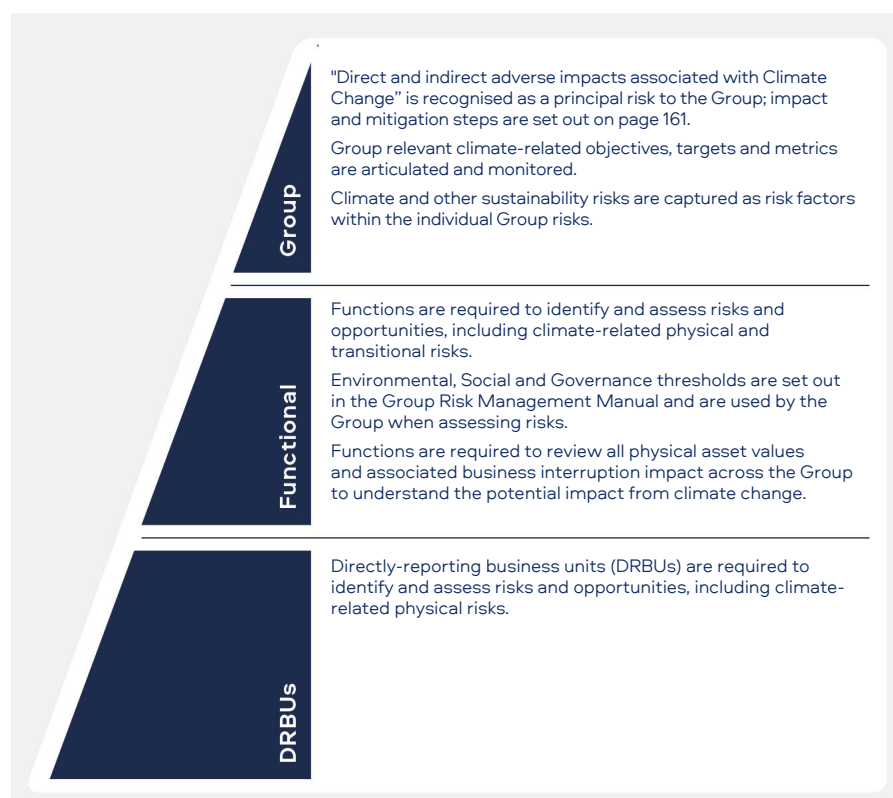 "Direct and indirect adverse impacts associated with Climate
Change” is recognised as a principal risk to the Group; impact
and mitigation steps are set out on page 161.
Group relevant climate-related objectives, targets and metrics
are articulated and monitored.
Climate and other sustainability risks are captured as risk factors
within the individual Group risks.
Group
Functions are required to identify and assess risks and
opportunities, including climate-related physical and
transitional risks.
Environmental, Social and Governance thresholds are set out
in the Group Risk Management Manual and are used by the
Group when assessing risks.
Functions are required to review all physical asset values
and associated business interruption impact across the Group
to understand the potential impact from climate change.
Functional
Directly-reporting business units (DRBUs) are required to
identify and assess risks and opportunities, including climate-
related physical risks.
DRBUs